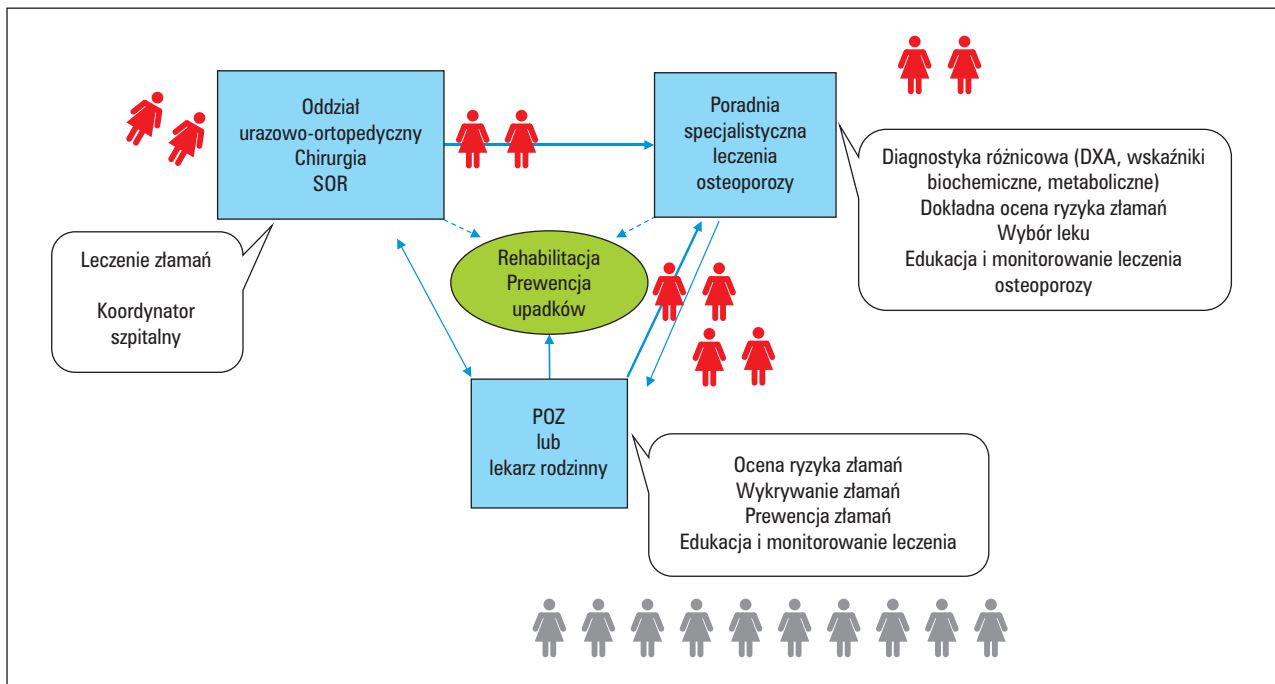 Oddział
urazowo-ortopedyczny
Chirurgia
SOR
Poradnia
specjalistyczna
leczenia
osteoporozy
Diagnostyka różnicowa (DXA, wskaźniki
biochemiczne, metaboliczne)
Dokładna ocena ryzyka złamań
Wybór leku
Edukacja i monitorowanie leczenia
osteoporozy
Leczenie złamań
Koordynator
szpitalny
Rehabilitacja
Prewencja
upadków
POZ
lub
lekarz rodzinny
Ocena ryzyka złamań
Wykrywanie złamań
Prewencja złamań
Edukacja i monitorowanie leczenia